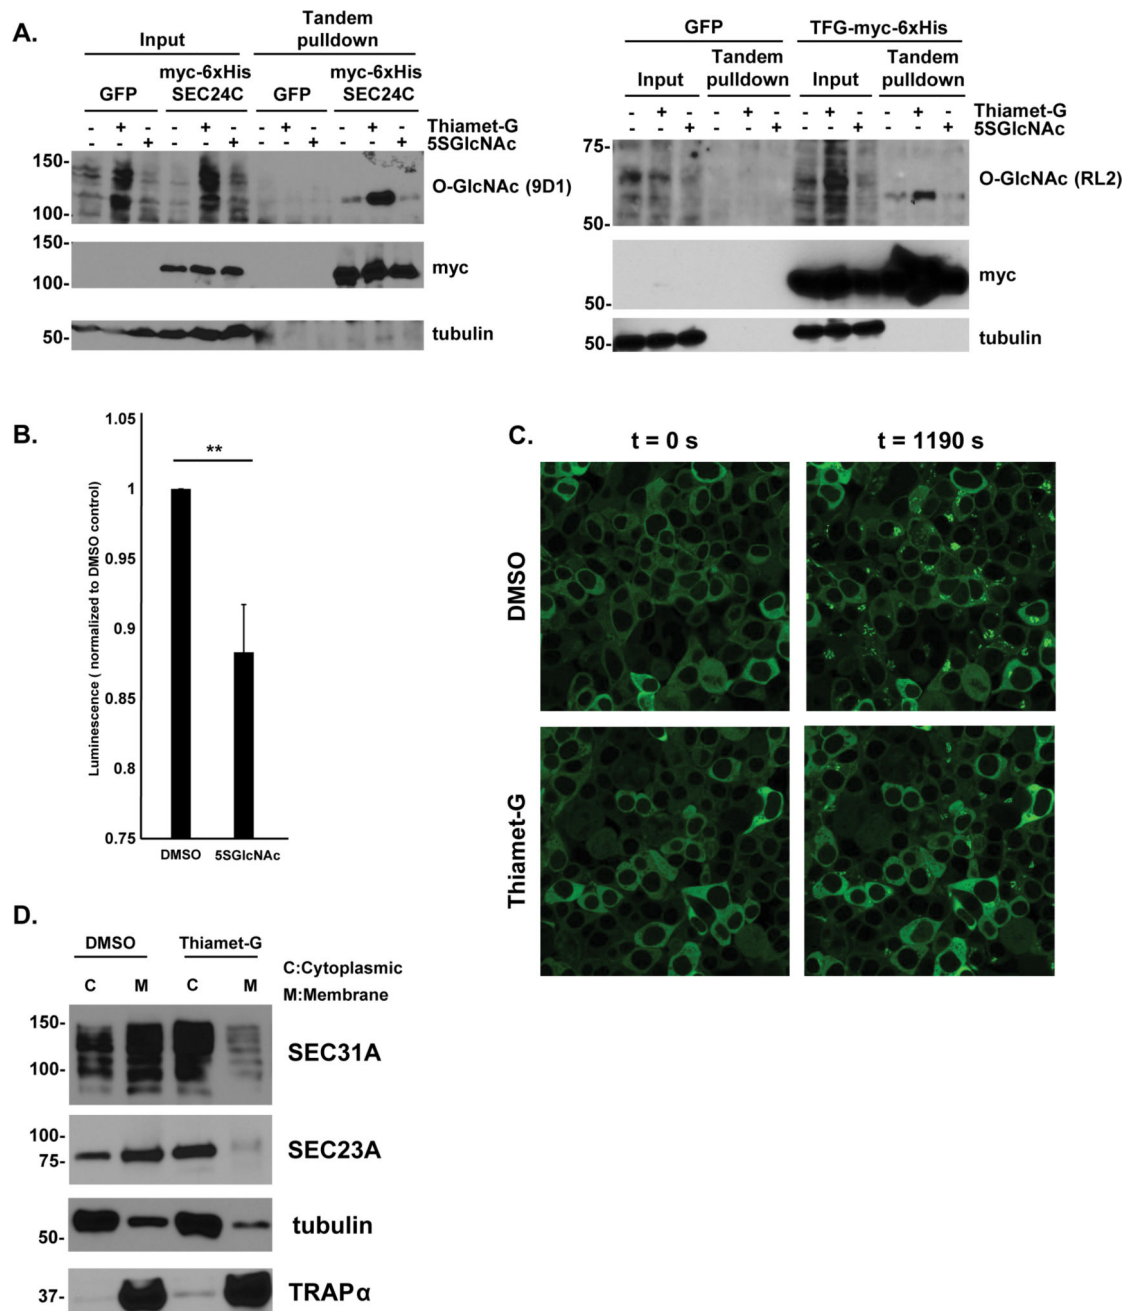 A.
Input
Tandem
pulldown
GFP
myc-6xHis
SEC24C
GFP
myc-6xHis
SEC24C
- + - - + - - + - - + - Thiamet-G
- - + - - + - - + - - + 5SGlcNAc
150-
100-
O-GlcNAc (9D1)
150-
100-
myc
50-
tubulin
GFP
TFG-myc-6xHis
Input
Tandem
pulldown
Input
Tandem
pulldown
Thiamet-G - + - - + - - + - - + -
5SGlcNAc - - + - - + - - + - - +
75-
50-
O-GlcNAc (RL2)
50-
myc
50-
tubulin
B.
Luminescence ( normalized to DMSO control)
1.05
1
0.95
0.9
0.85
0.8
0.75
**
DMSO 5SGlcNAc
C.
t = 0 s t = 1190 s
DMSO
Thiamet-G
D.
DMSO Thiamet-G
C M C M
C:Cytoplasmic
M:Membrane
150-
100-
SEC31A
100-
75-
SEC23A
50-
tubulin
37-
TRAPα